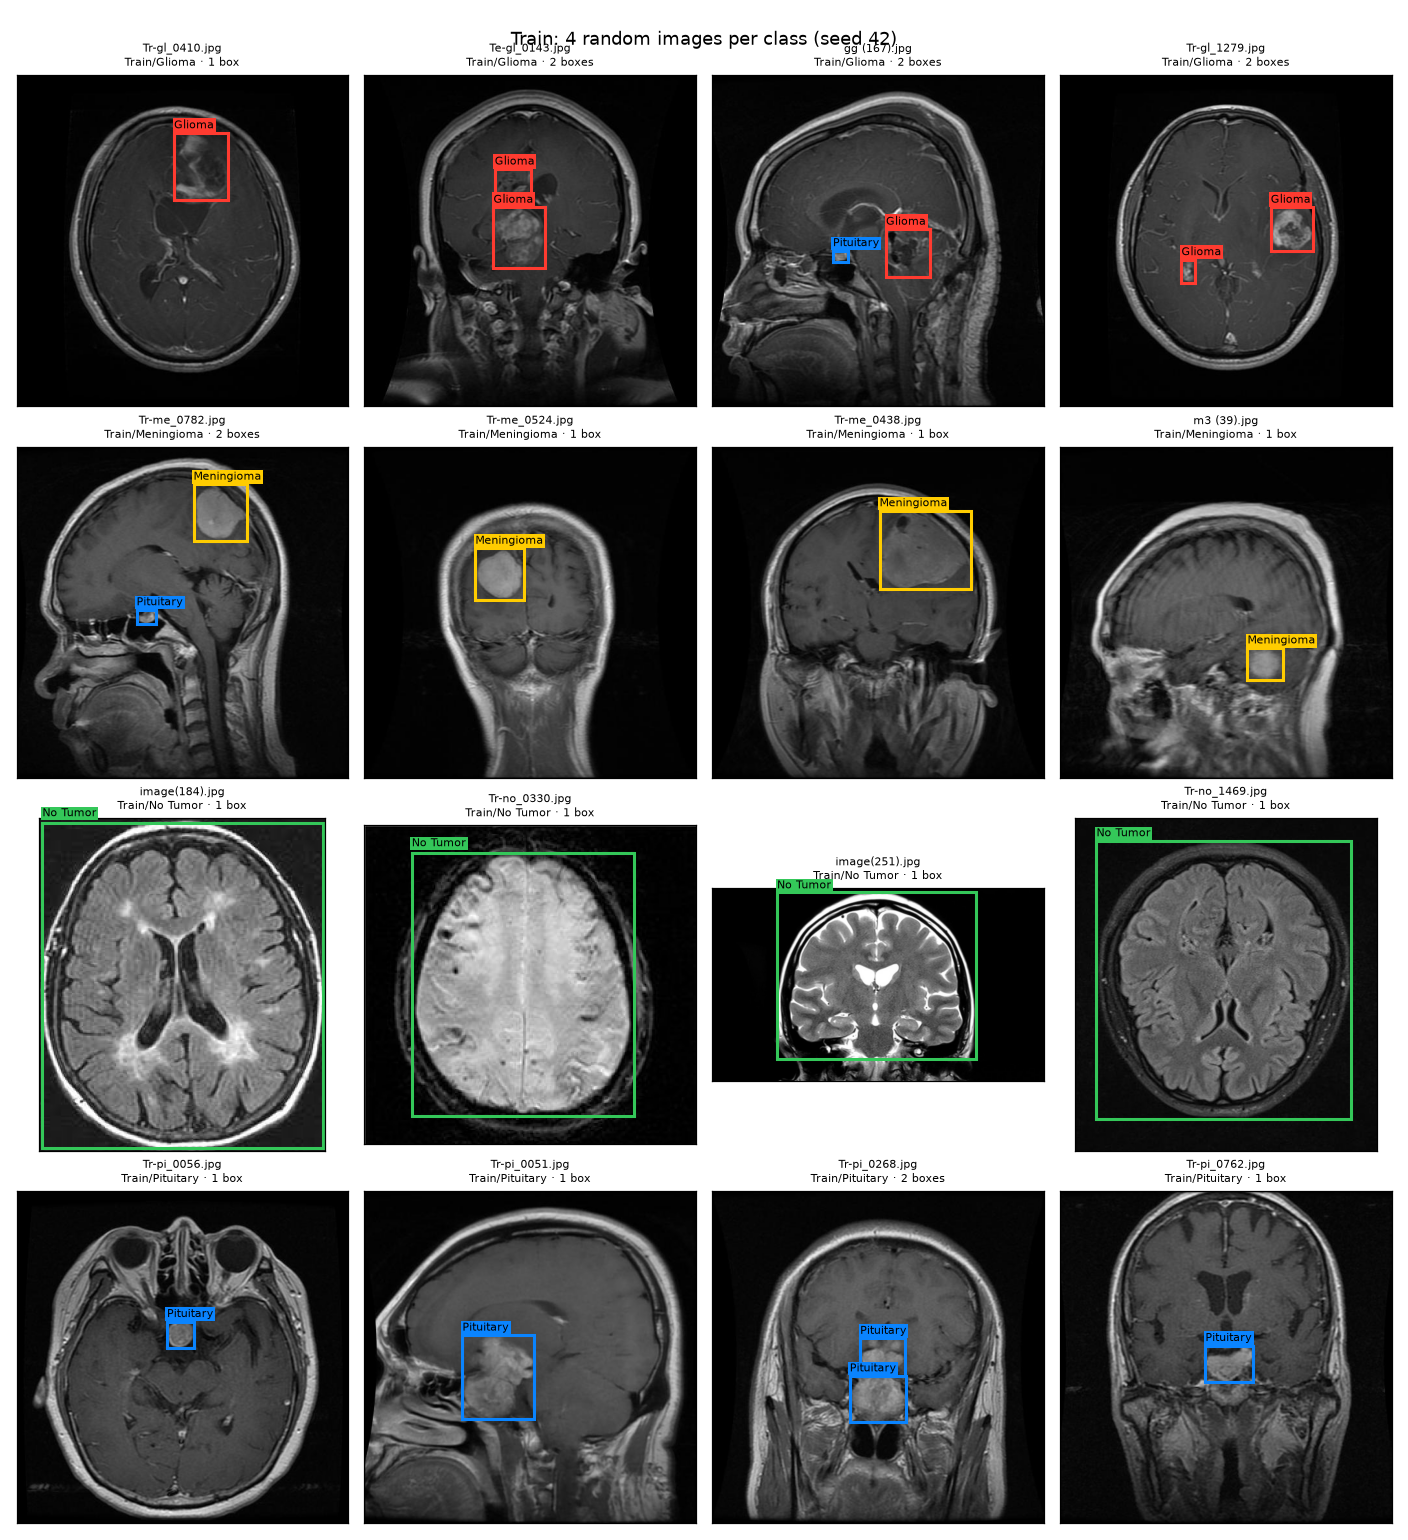 Train: 4 random images per class (seed 42)
Tr-gl_0410.jpg
Train/Glioma · 1 box
Glioma
Te-gl_0143.jpg
Train/Glioma · 2 boxes
Glioma
Glioma
gg (167).jpg
Train/Glioma · 2 boxes
Glioma
Pituitary
Tr-gl_1279.jpg
Train/Glioma · 2 boxes
Glioma
Glioma
Tr-me_0782.jpg
Train/Meningioma · 2 boxes
Meningioma
Pituitary
Tr-me_0524.jpg
Train/Meningioma · 1 box
Meningioma
Tr-me_0438.jpg
Train/Meningioma · 1 box
Meningioma
m3 (39).jpg
Train/Meningioma · 1 box
Meningioma
image(184).jpg
Train/No Tumor · 1 box
No Tumor
Tr-no_0330.jpg
Train/No Tumor · 1 box
No Tumor
image(251).jpg
Train/No Tumor · 1 box
No Tumor
Tr-no_1469.jpg
Train/No Tumor · 1 box
No Tumor
Tr-pi_0056.jpg
Train/Pituitary · 1 box
Pituitary
Tr-pi_0051.jpg
Train/Pituitary · 1 box
Pituitary
Tr-pi_0268.jpg
Train/Pituitary · 2 boxes
Pituitary
Pituitary
Tr-pi_0762.jpg
Train/Pituitary · 1 box
Pituitary